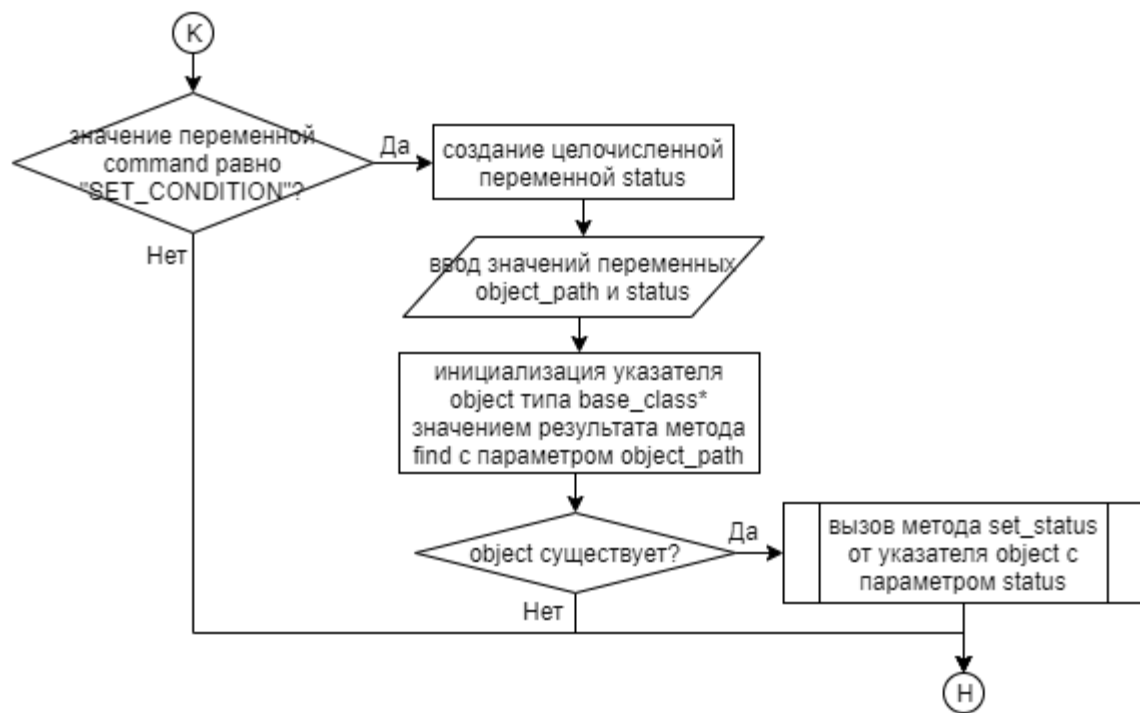 K
значение переменной
command равно
"SET_CONDITION"?
Да
создание целочисленной
переменной status
Нет
ввод значений переменных
object_path и status
инициализация указателя
object типа base_class*
значением результата метода
find с параметром object_path
object существует?
Да
вызов метода set_status
от указателя object с
параметром status
Нет
Н